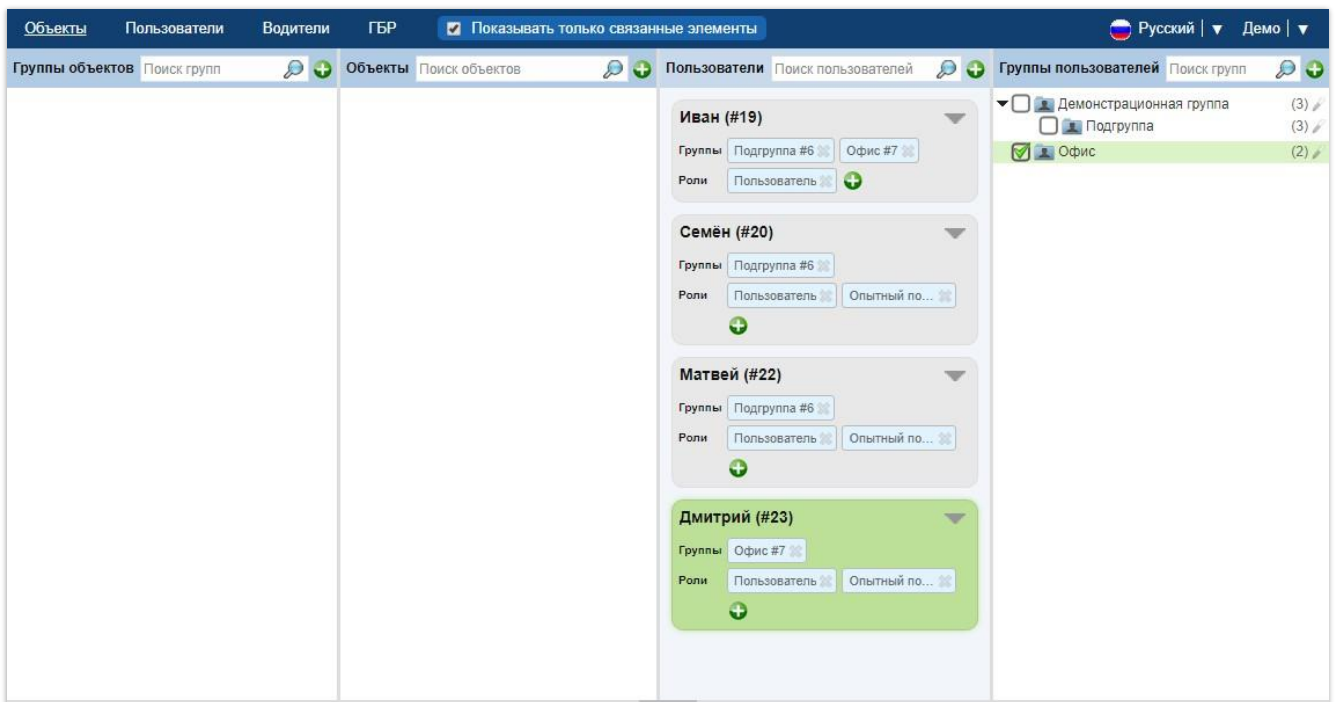 Объекты Пользователи Водители ГБР Показывать только связанные элементы Русский | ▼ Демо | ▼
Группы объектов Поиск групп Объекты Поиск объектов Пользователи Поиск пользователей Группы пользователей Поиск групп
Иван (#19)
Группы Подгруппа #6 Офис #7
Роли Пользователь
Семён (#20)
Группы Подгруппа #6
Роли Пользователь Опытный по...
Матвей (#22)
Группы Подгруппа #6
Роли Пользователь Опытный по...
Дмитрий (#23)
Группы Офис #7
Роли Пользователь Опытный по...
Демонстрационная группа (3)
Подгруппа (3)
Офис (2)